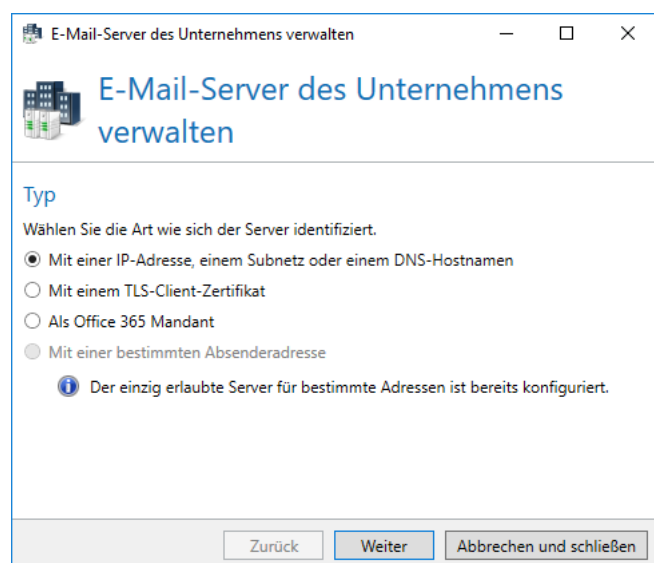 E-Mail-Server des Unternehmens verwalten
E-Mail-Server des Unternehmens
verwalten
Typ
Wählen Sie die Art wie sich der Server identifiziert.
Mit einer IP-Adresse, einem Subnetz oder einem DNS-Hostnamen
Mit einem TLS-Client-Zertifikat
Als Office 365 Mandant
Mit einer bestimmten Absenderadresse
Der einzig erlaubte Server für bestimmte Adressen ist bereits konfiguriert.
Zurück Weiter Abbrechen und schließen